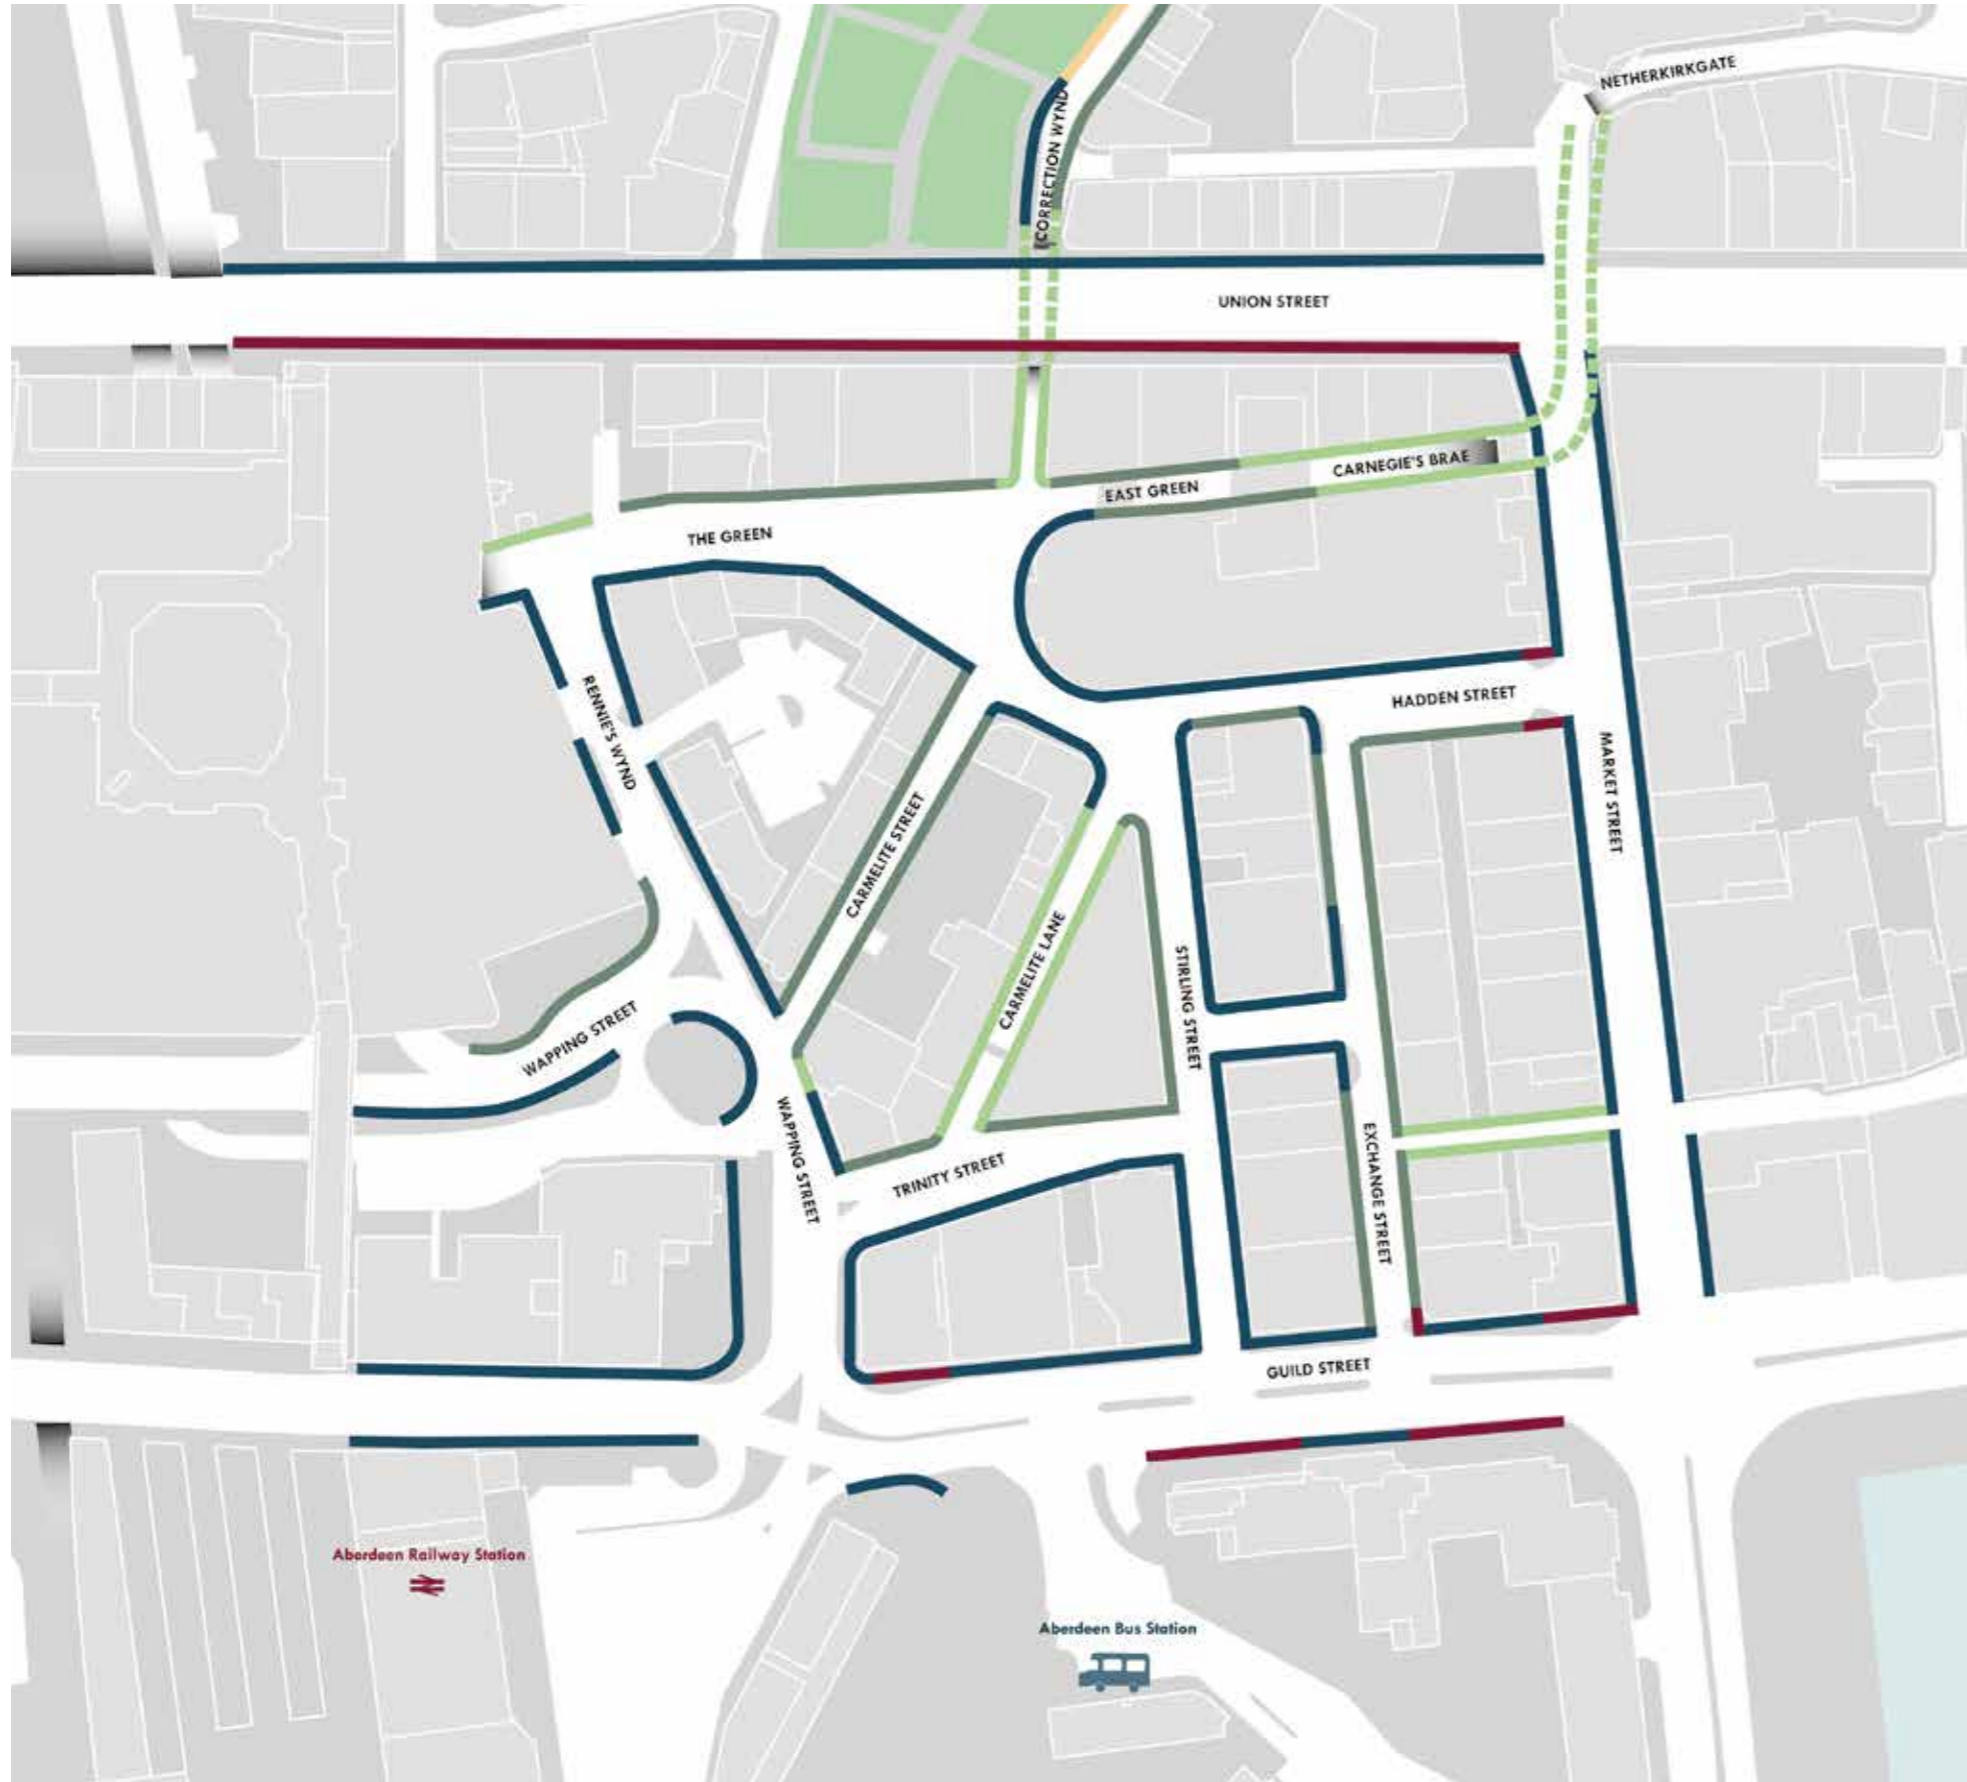 NETHERKIRKGATE
CORRECTION WYND
UNION STREET
CARNEGIE'S BRAE
EAST GREEN
THE GREEN
RENNIE'S WYND
HADDEN STREET
MARKET STREET
CARMELITE STREET
CARMELITE LANE
STIRLING STREET
WAPPING STREET
WAPPING STREET
EXCHANGE STREET
TRINITY STREET
GUILD STREET
Aberdeen Railway Station
Aberdeen Bus Station